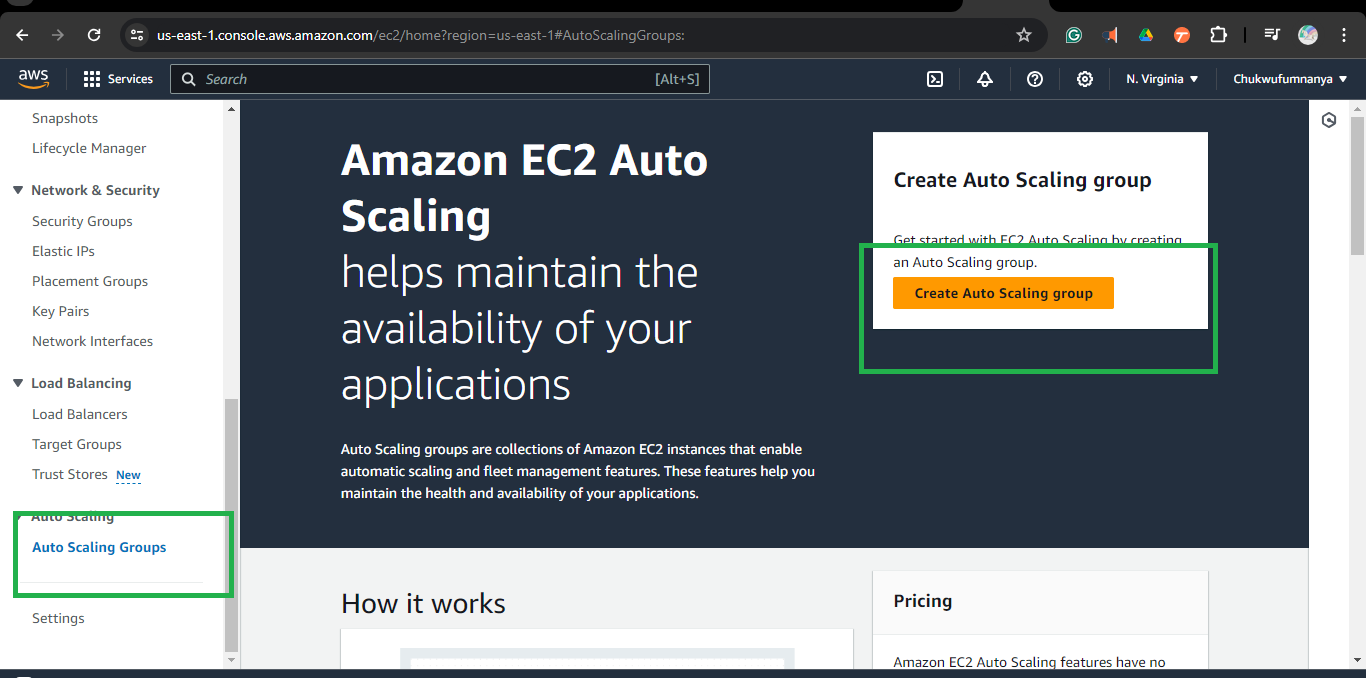 us-east-1.console.aws.amazon.com/ec2/home?region=us-east-1#AutoScalingGroups:
aws
Services
Search
[Alt+S]
N. Virginia
Chukwufumnanya
Snapshots
Lifecycle Manager
Network & Security
Security Groups
Elastic IPs
Placement Groups
Key Pairs
Network Interfaces
Load Balancing
Load Balancers
Target Groups
Trust Stores New
Auto Scaling
Auto Scaling Groups
Settings
Amazon EC2 Auto
Scaling
helps maintain the
availability of your
applications
Auto Scaling groups are collections of Amazon EC2 instances that enable
automatic scaling and fleet management features. These features help you
maintain the health and availability of your applications.
Create Auto Scaling group
Get started with EC2 Auto Scaling by creating
an Auto Scaling group.
Create Auto Scaling group
How it works
Pricing
Amazon EC2 Auto Scaling features have no